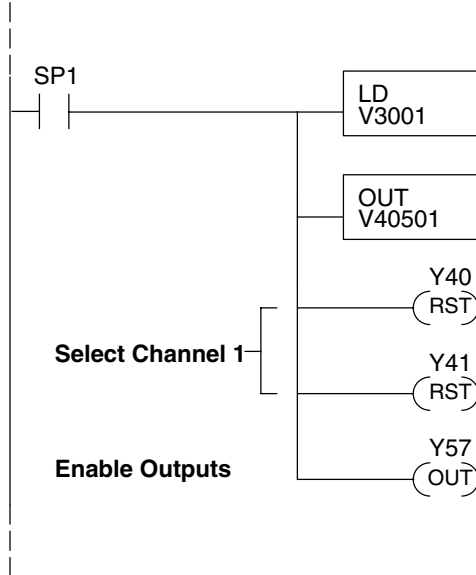 SP1
LD
V3001
OUT
V40501
Y40
RST
Select Channel 1
Y41
RST
Enable Outputs
Y57
OUT